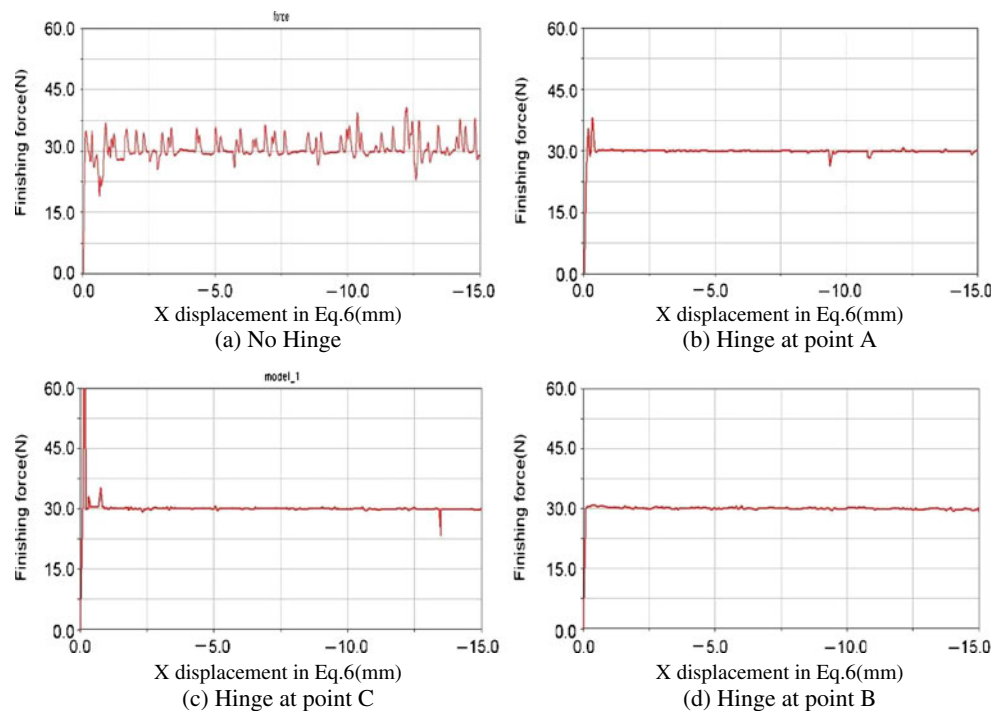 force
60.0
45.0
30.0
15.0
0.0
Finishing force(N)
0.0 −5.0 −10.0 −15.0
X displacement in Eq.6(mm)
(a) No Hinge
60.0
45.0
30.0
15.0
0.0
Finishing force(N)
0.0 −5.0 −10.0 −15.0
X displacement in Eq.6(mm)
(b) Hinge at point A
model_1
60.0
45.0
30.0
15.0
0.0
Finishing force(N)
0.0 −5.0 −10.0 −15.0
X displacement in Eq.6(mm)
(c) Hinge at point C
60.0
45.0
30.0
15.0
0.0
Finishing force(N)
0.0 −5.0 −10.0 −15.0
X displacement in Eq.6(mm)
(d) Hinge at point B